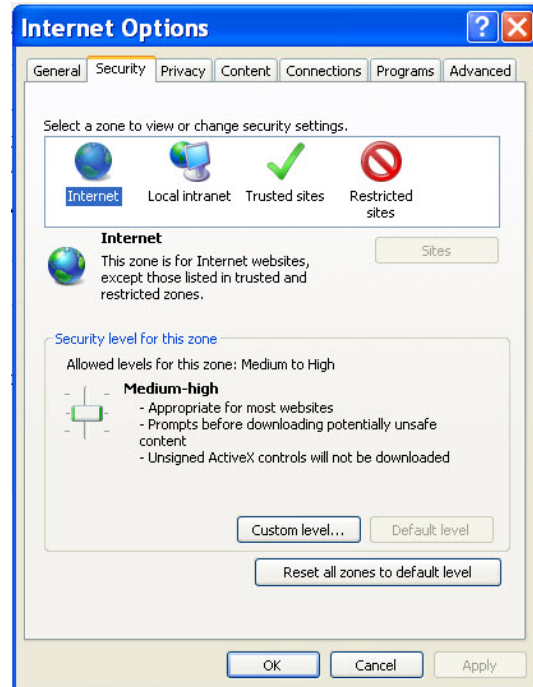 Internet Options
General Security Privacy Content Connections Programs Advanced
Select a zone to view or change security settings.
Internet Local intranet Trusted sites Restricted
sites
Internet
Sites
This zone is for Internet websites,
except those listed in trusted and
restricted zones.
Security level for this zone
Allowed levels for this zone: Medium to High
Medium-high
- Appropriate for most websites
- Prompts before downloading potentially unsafe
content
- Unsigned ActiveX controls will not be downloaded
Custom level... Default level
Reset all zones to default level
OK Cancel Apply